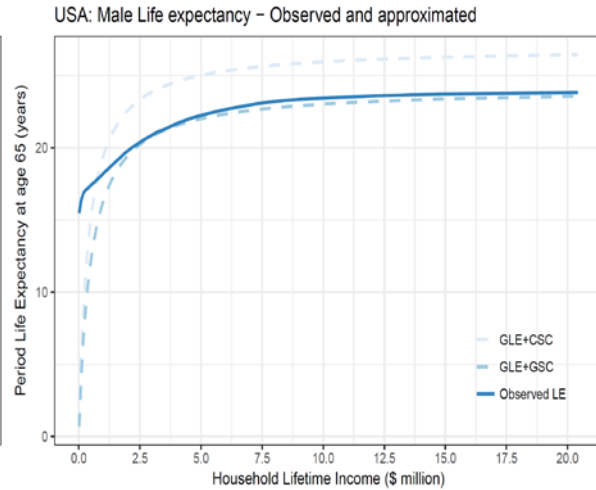 USA: Male Life expectancy – Observed and approximated
Period Life Expectancy at age 65 (years)
20
10
0
GLE+CSC
GLE+GSC
Observed LE
0.0 2.5 5.0 7.5 10.0 12.5 15.0 17.5 20.0
Household Lifetime Income ($ million)